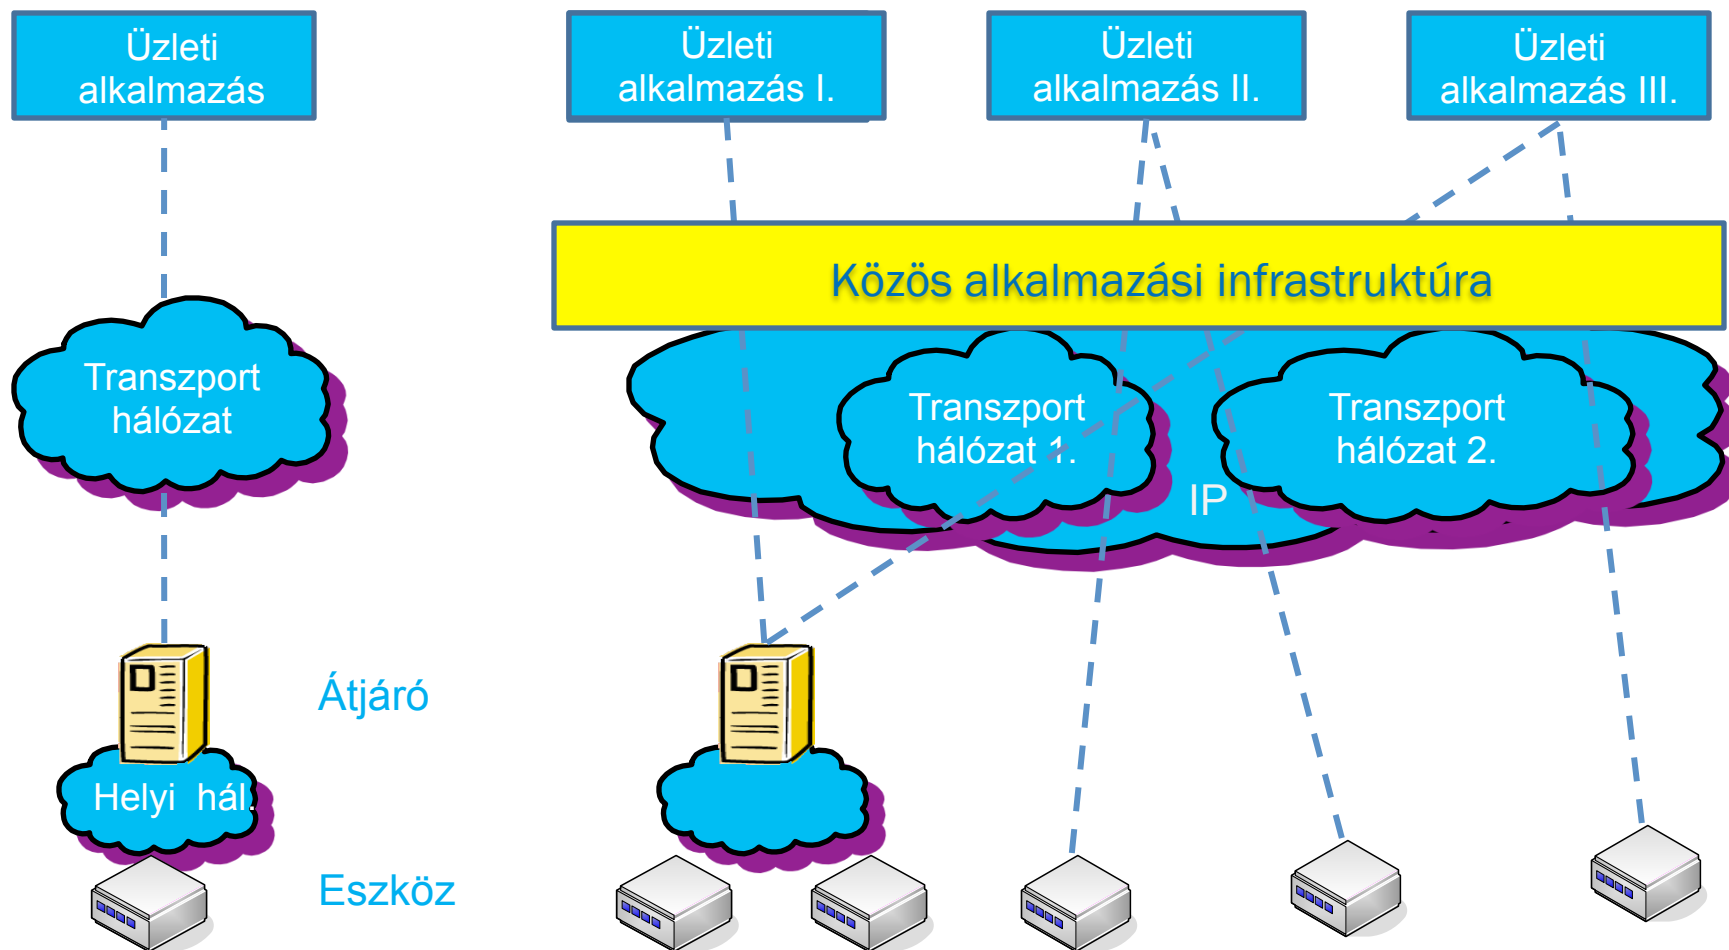 Üzleti
alkalmazás
Üzleti
alkalmazás I.
Üzleti
alkalmazás II.
Üzleti
alkalmazás III.
Közös alkalmazási infrastruktúra
Transzport
hálózat
Transzport
hálózat 1.
Transzport
hálózat 2.
IP
Átjáró
Helyi hál.
Eszköz